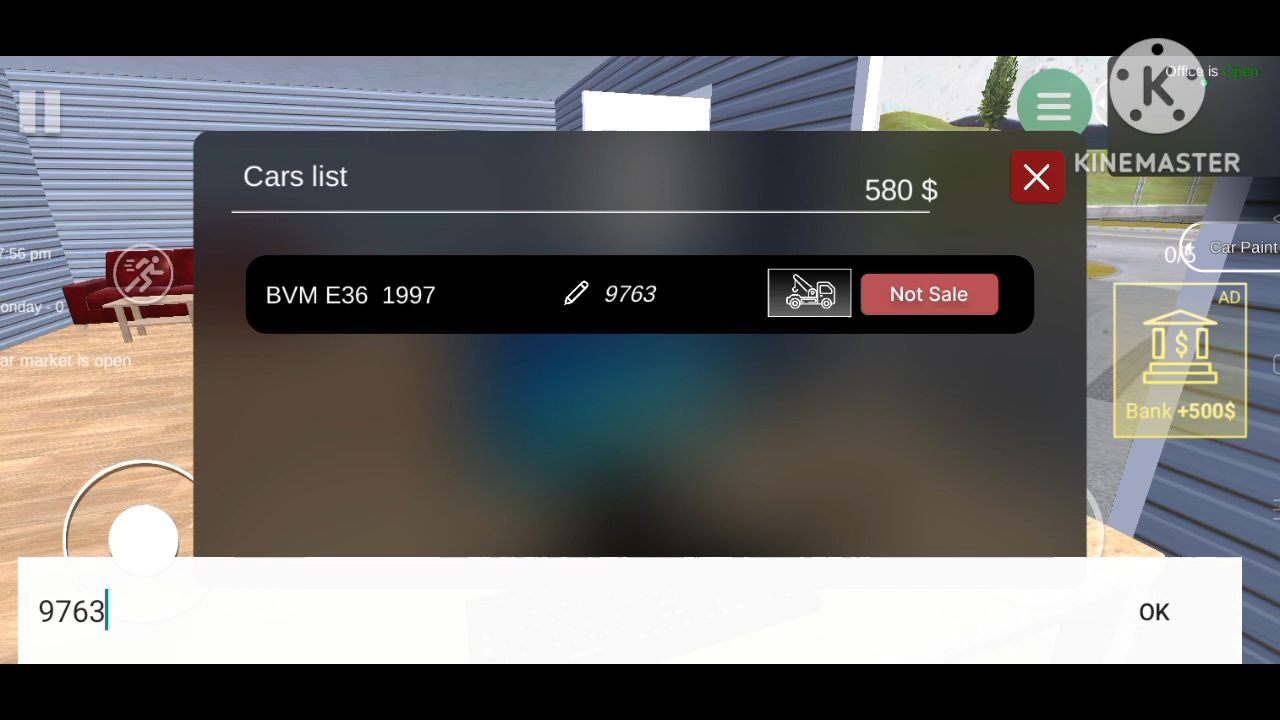 Office is Open
KINEMASTER
Cars list
580 $
7:56 pm
0/5
Car Paint
BVM E36 1997
9763
Not Sale
onday - 0
AD
$
ar market is open
Bank +500$
9763
OK